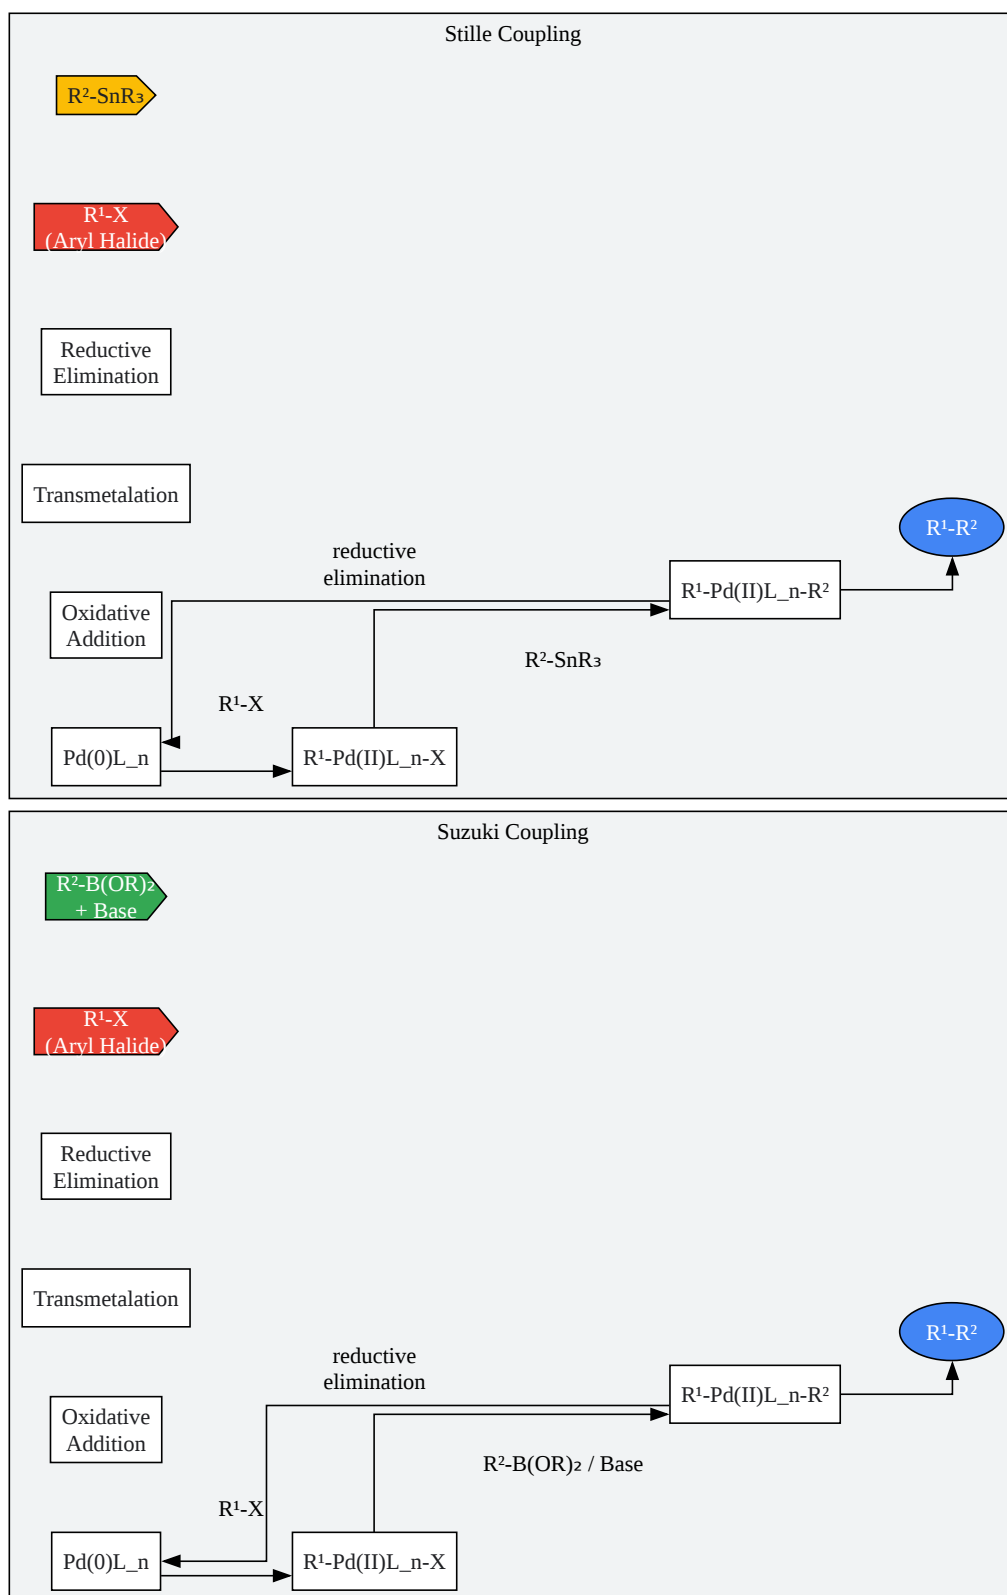 Stille Coupling
R²-SnR₃
R¹-X
(Aryl Halide)
Reductive
Elimination
Transmetalation
R¹-R²
reductive
elimination
R¹-Pd(II)L_n-R²
Oxidative
Addition
R²-SnR₃
R¹-X
Pd(0)L_n
R¹-Pd(II)L_n-X
Suzuki Coupling
R²-B(OR)₂
+ Base
R¹-X
(Aryl Halide)
Reductive
Elimination
Transmetalation
R¹-R²
reductive
elimination
R¹-Pd(II)L_n-R²
Oxidative
Addition
R²-B(OR)₂ / Base
R¹-X
Pd(0)L_n
R¹-Pd(II)L_n-X